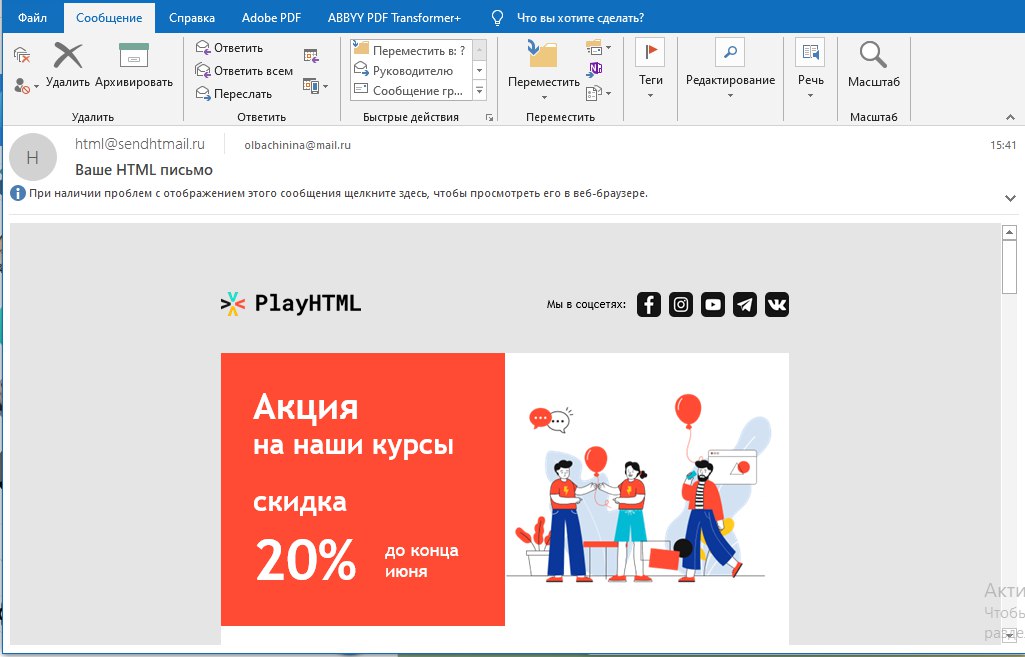 Файл Сообщение Справка Adobe PDF ABBYY PDF Transformer+ Что вы хотите сделать?
Удалить Архивировать
Удалить
Ответить
Ответить всем
Переслать
Ответить
Переместить в: ?
Руководителю
Сообщение гр...
Быстрые действия
Переместить
Переместить
Теги
Редактирование
Речь
Масштаб
Масштаб
H
html@sendhtmail.ru olbachinina@mail.ru 15:41
Ваше HTML письмо
При наличии проблем с отображением этого сообщения щелкните здесь, чтобы просмотреть его в веб-браузере.
PlayHTML Мы в соцсетях:
Акция
на наши курсы
скидка
20% до конца
июня
Акти
Чтобы